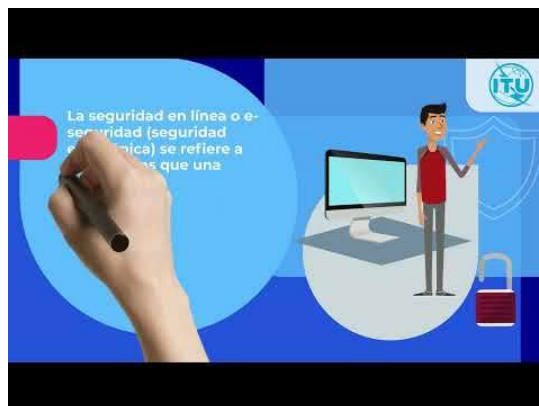 La seguridad en línea o e-
seguridad (seguridad
se refiere a
que una
ITU